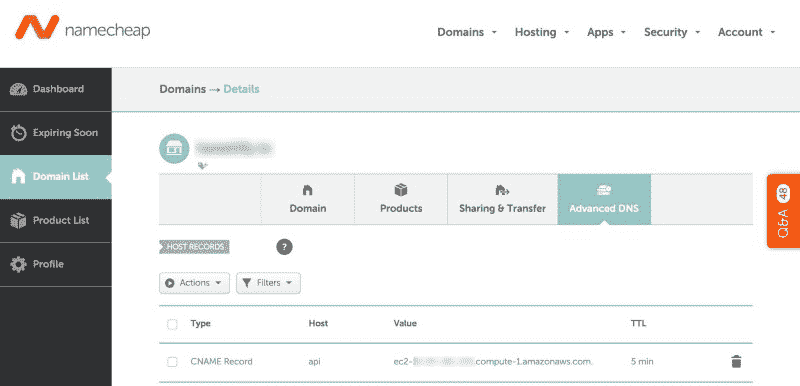 namecheap
Domains Hosting Apps Security Account
Dashboard
Expiring Soon
Domain List
Product List
Profile
Domains → Details
Domain Products Sharing & Transfer Advanced DNS
HOST RECORDS ?
Actions Filters
Type Host Value TTL
CNAME Record api ec2- .compute-1.amazonaws.com. 5 min
Q&A 48